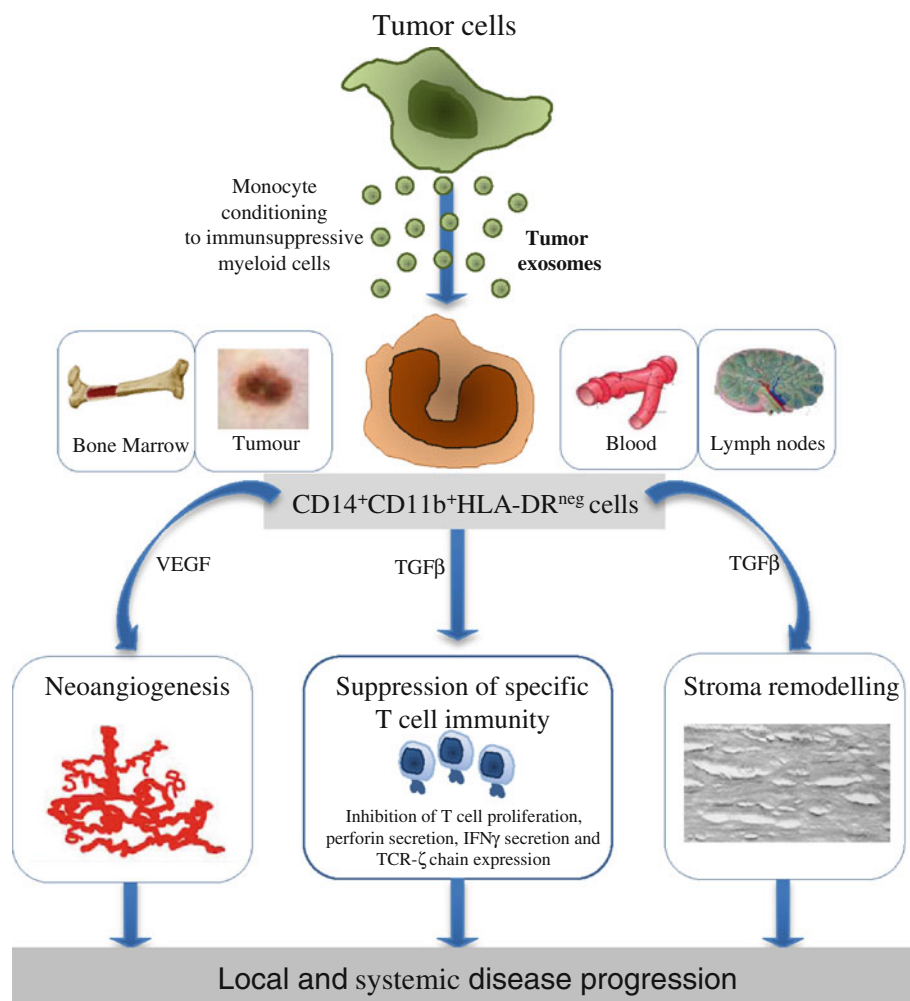 Tumor cells
Monocyte
conditioning
to immunsuppressive
myeloid cells
Tumor
exosomes
Bone Marrow
Tumour
Blood
Lymph nodes
CD14⁺CD11b⁺HLA-DRⁿᵉᵍ cells
VEGF
TGFβ
TGFβ
Neoangiogenesis
Suppression of specific
T cell immunity
Inhibition of T cell proliferation,
perforin secretion, IFNγ secretion and
TCR-ζ chain expression
Stroma remodelling
Local and systemic disease progression